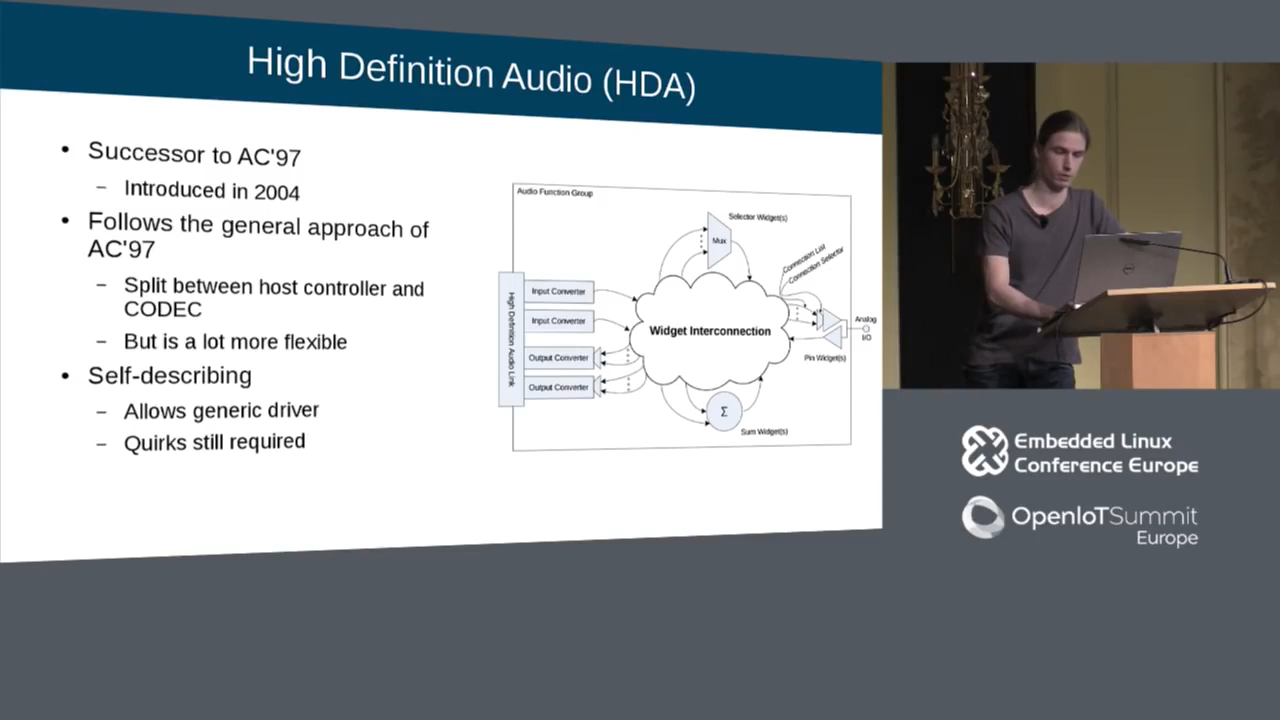 High Definition Audio (HDA)
• Successor to AC'97
– Introduced in 2004
• Follows the general approach of
AC'97
– Split between host controller and
CODEC
– But is a lot more flexible
• Self-describing
– Allows generic driver
– Quirks still required
Audio Function Group
Selector Widget(s)
Mux
Connection List
Connection Selector
High Definition Audio Link
Input Converter
Input Converter
Output Converter
Output Converter
Widget Interconnection
Analog
I/O
Pin Widget(s)
Σ
Sum Widget(s)
DELL
Embedded Linux
Conference Europe
OpenIoTSummit
Europe